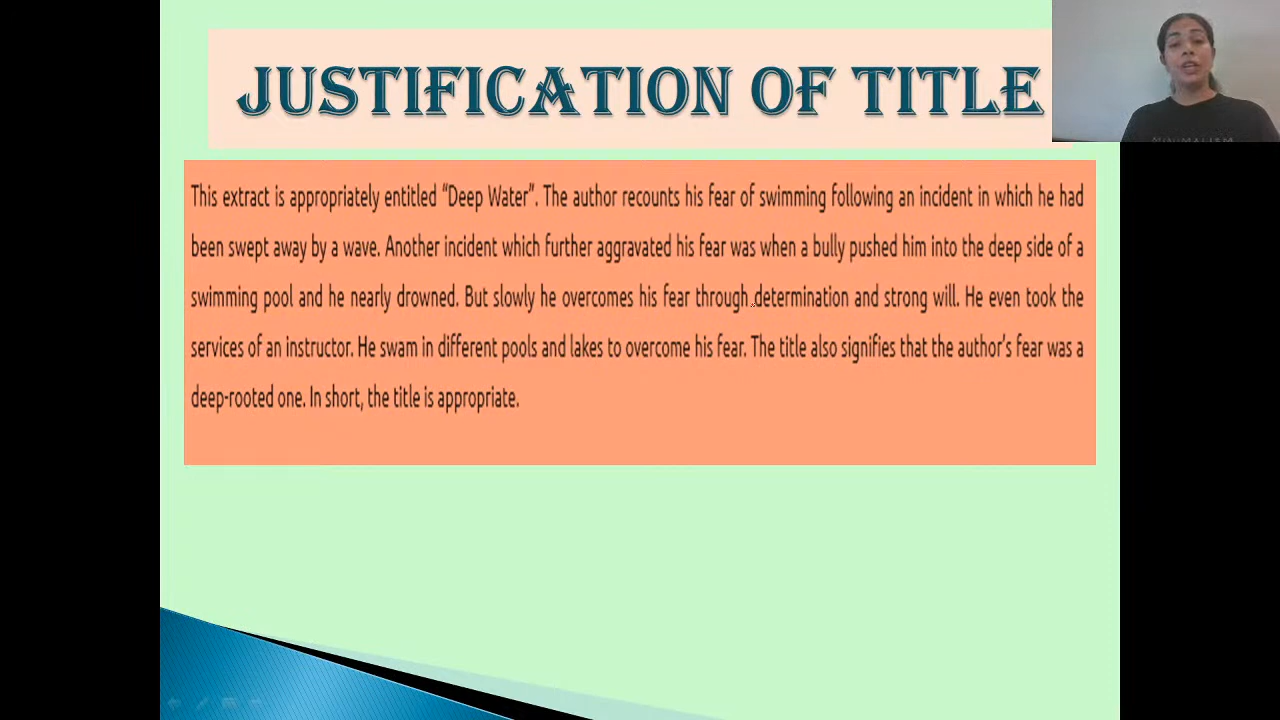 JUSTIFICATION OF TITLE
This extract is appropriately entitled “Deep Water”. The author recounts his fear of swimming following an incident in which he had
been swept away by a wave. Another incident which further aggravated his fear was when a bully pushed him into the deep side of a
swimming pool and he nearly drowned. But slowly he overcomes his fear through determination and strong will. He even took the
services of an instructor. He swam in different pools and lakes to overcome his fear. The title also signifies that the author’s fear was a
deep-rooted one. In short, the title is appropriate.
MINIMALISM